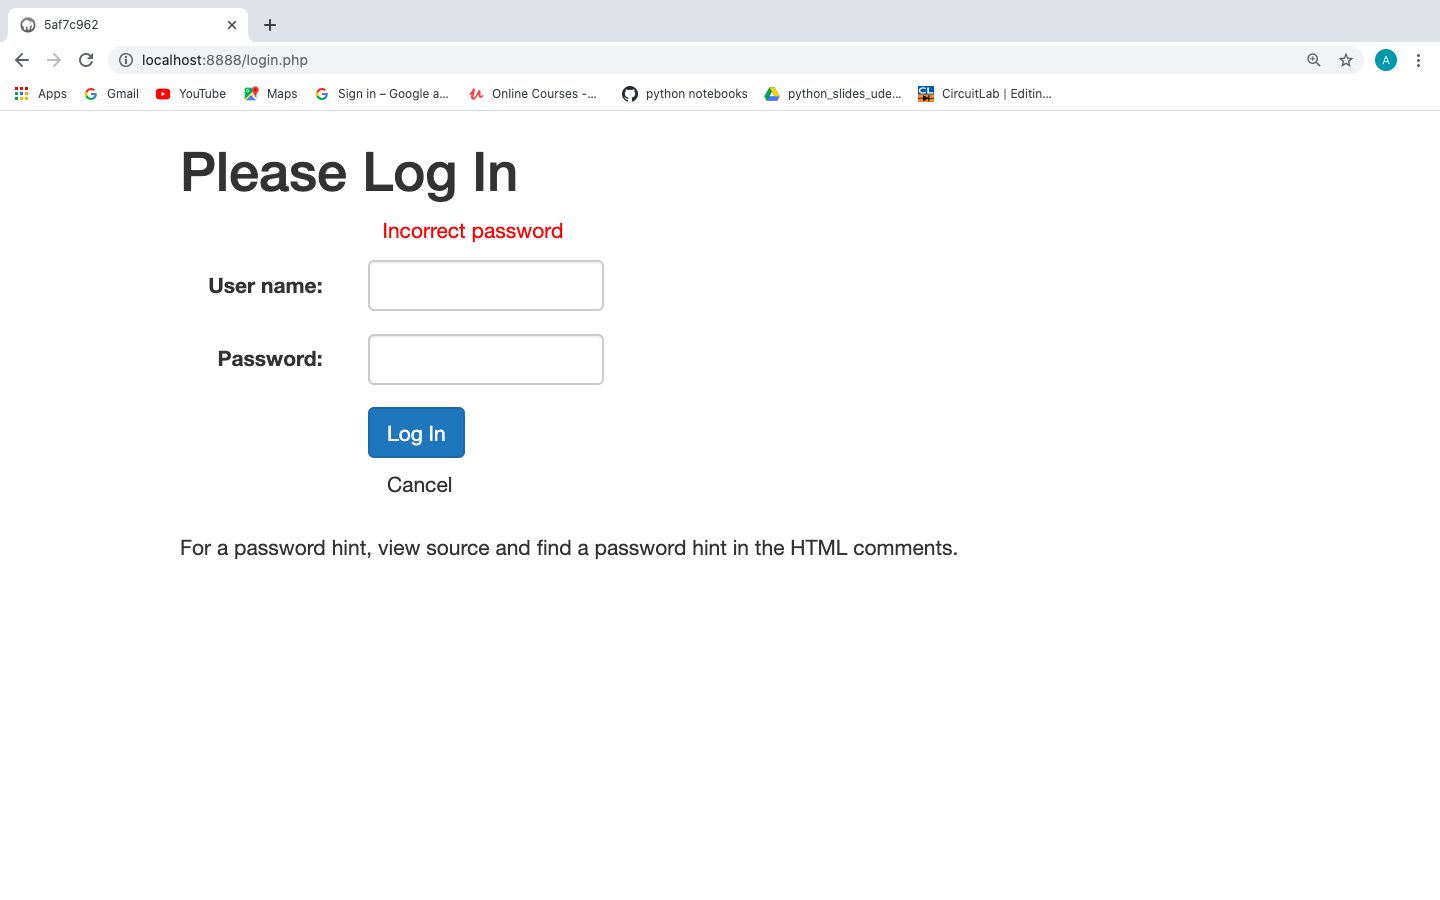 5af7c962
localhost:8888/login.php
A
Apps Gmail YouTube Maps Sign in – Google a... Online Courses -... python notebooks python_slides_ude... CL CircuitLab | Editin...
Please Log In
Incorrect password
User name:
Password:
Log In
Cancel
For a password hint, view source and find a password hint in the HTML comments.